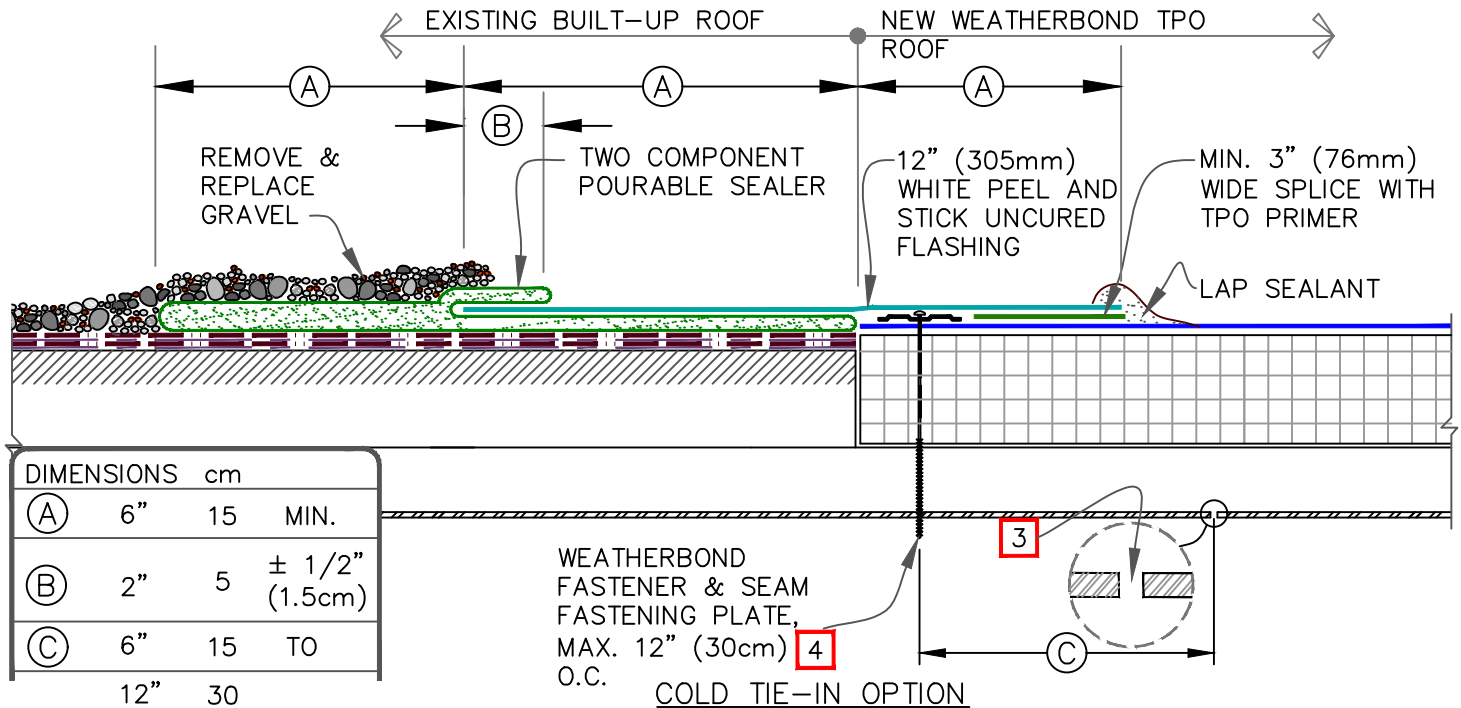 EXISTING BUILT-UP ROOF
NEW WEATHERBOND TPO
ROOF
A
A
A
B
REMOVE &
REPLACE
GRAVEL
TWO COMPONENT
POURABLE SEALER
12" (305mm)
WHITE PEEL AND
STICK UNCURED
FLASHING
MIN. 3" (76mm)
WIDE SPLICE WITH
TPO PRIMER
LAP SEALANT
DIMENSIONS cm
A 6" 15 MIN.
B 2" 5 ± 1/2"
(1.5cm)
C 6" 15 TO
12" 30
WEATHERBOND
FASTENER & SEAM
FASTENING PLATE,
MAX. 12" (30cm)
O.C.
4
3
C
COLD TIE-IN OPTION